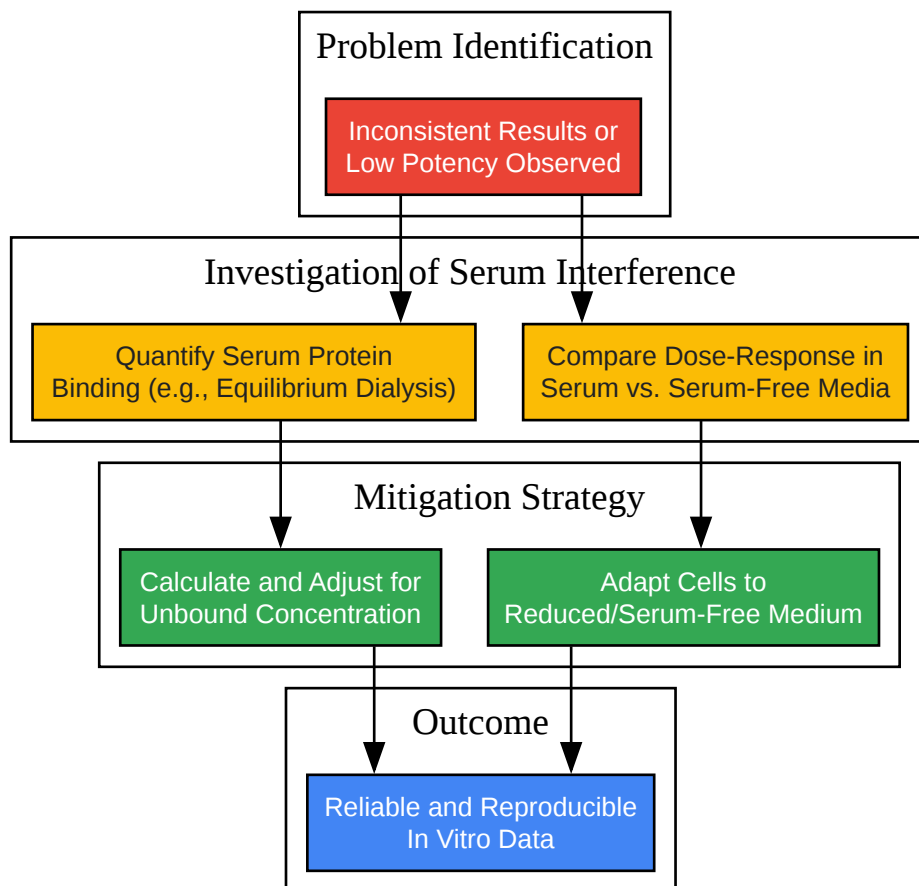 Problem Identification
Inconsistent Results or
Low Potency Observed
Investigation of Serum Interference
Quantify Serum Protein
Binding (e.g., Equilibrium Dialysis)
Compare Dose-Response in
Serum vs. Serum-Free Media
Mitigation Strategy
Calculate and Adjust for
Unbound Concentration
Adapt Cells to
Reduced/Serum-Free Medium
Outcome
Reliable and Reproducible
In Vitro Data